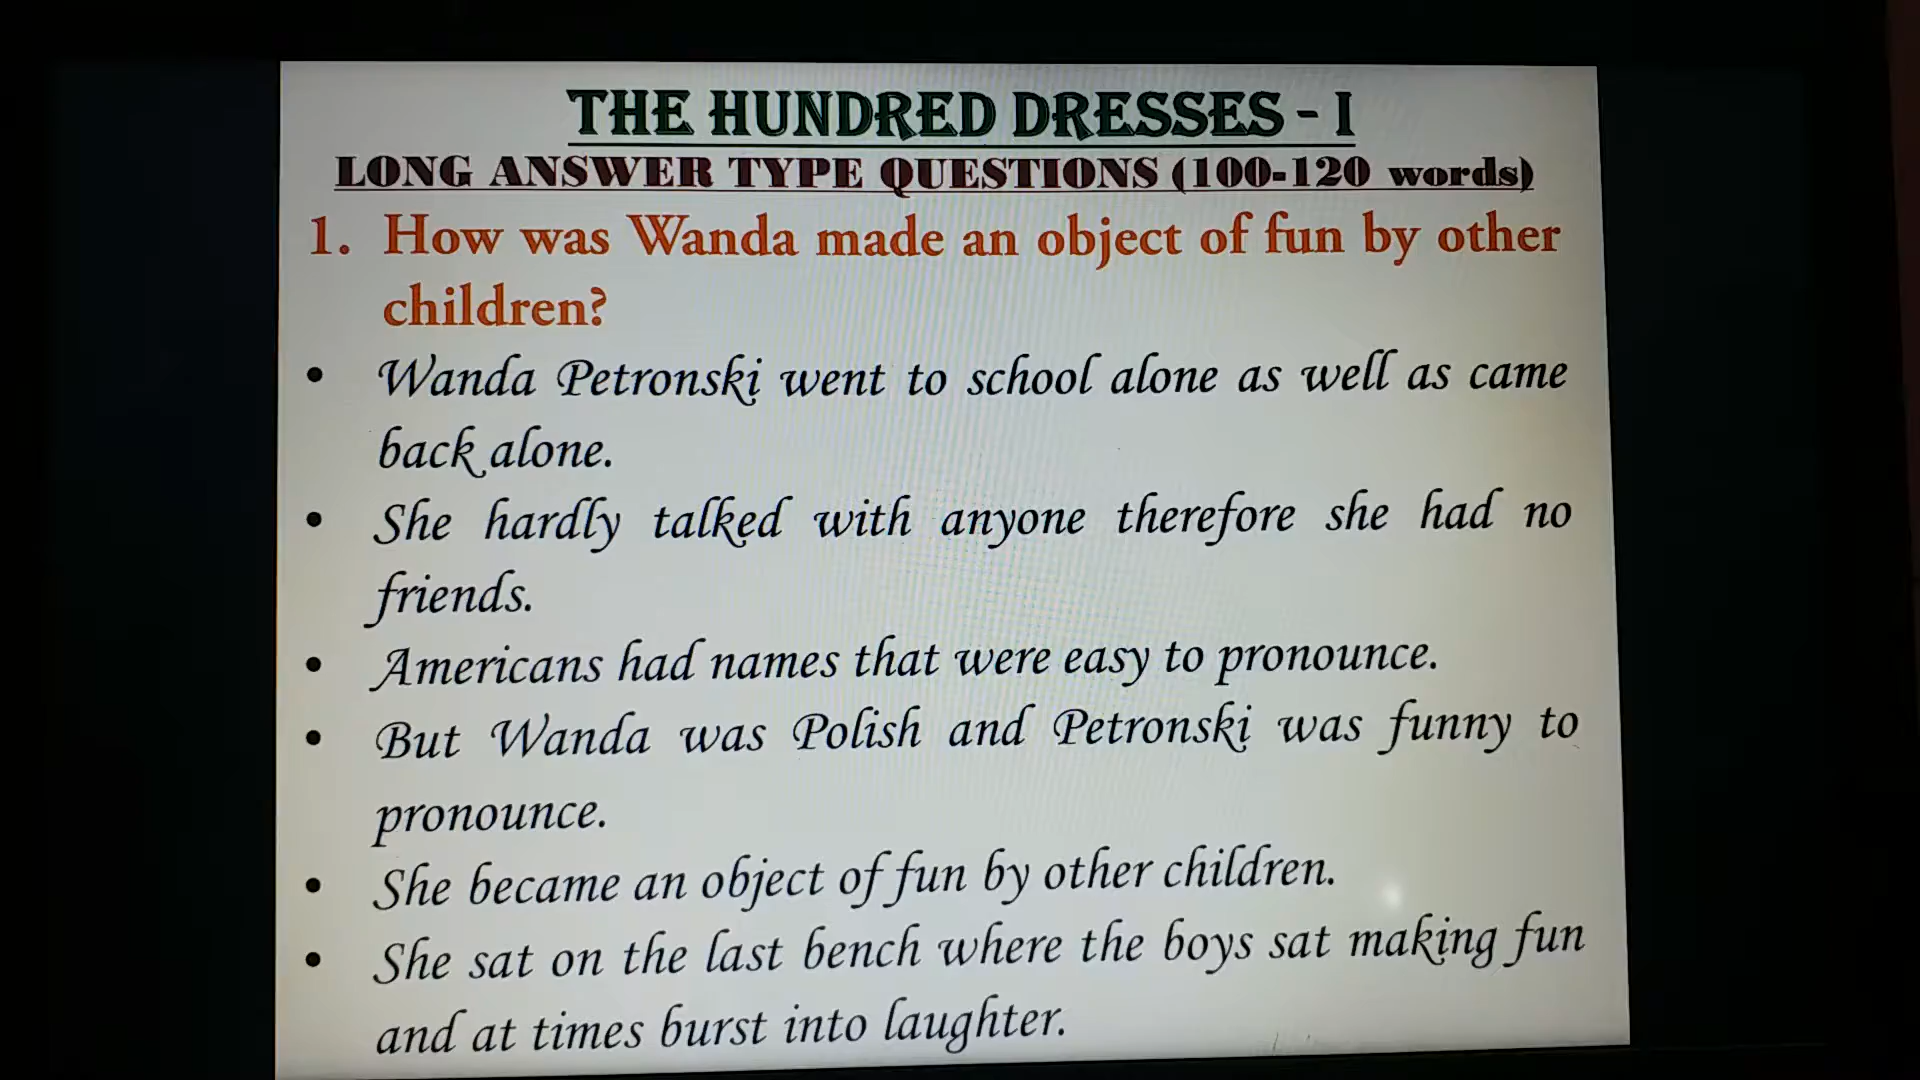 THE HUNDRED DRESSES - I
LONG ANSWER TYPE QUESTIONS (100-120 words)
1. How was Wanda made an object of fun by other
children?
• Wanda Petronski went to school alone as well as came
back alone.
• She hardly talked with anyone therefore she had no
friends.
• Americans had names that were easy to pronounce.
• But Wanda was Polish and Petronski was funny to
pronounce.
• She became an object of fun by other children.
• She sat on the last bench where the boys sat making fun
and at times burst into laughter.